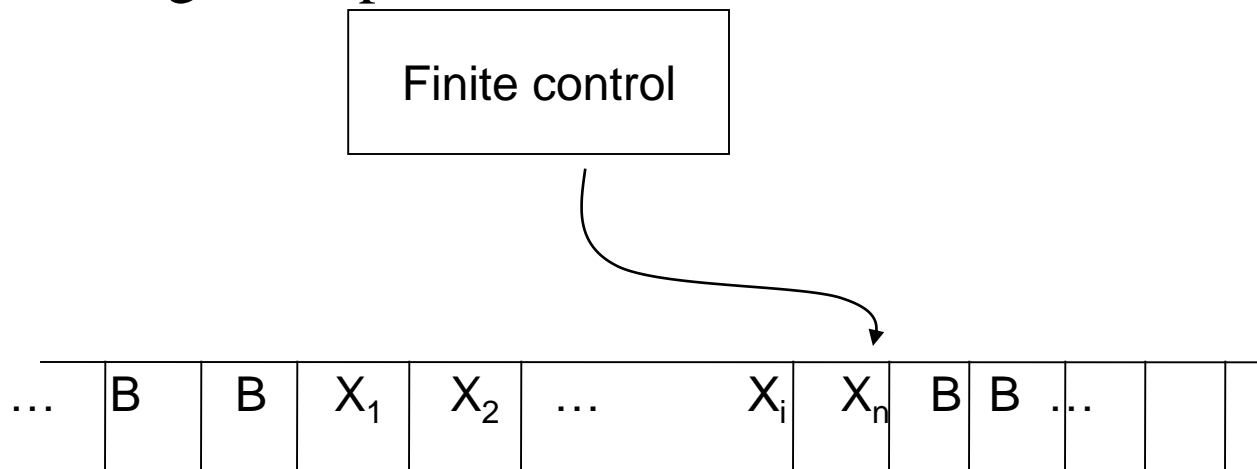 Finite control
… B B X₁ X₂ … Xᵢ Xₙ B B …